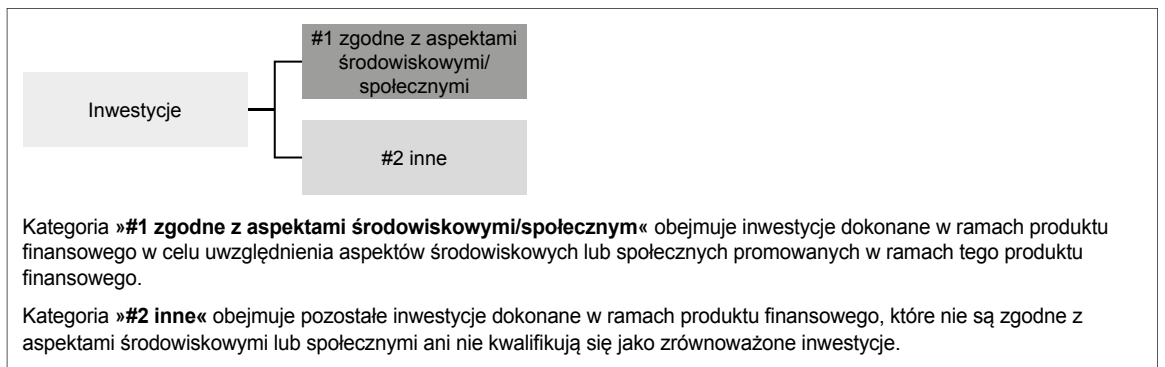 #1 zgodne z aspektami
środowiskowymi/
społecznymi
Inwestycje
#2 inne
Kategoria »#1 zgodne z aspektami środowiskowymi/społecznym« obejmuje inwestycje dokonane w ramach produktu
finansowego w celu uwzględnienia aspektów środowiskowych lub społecznych promowanych w ramach tego produktu
finansowego.
Kategoria »#2 inne« obejmuje pozostałe inwestycje dokonane w ramach produktu finansowego, które nie są zgodne z
aspektami środowiskowymi lub społecznymi ani nie kwalifikują się jako zrównoważone inwestycje.